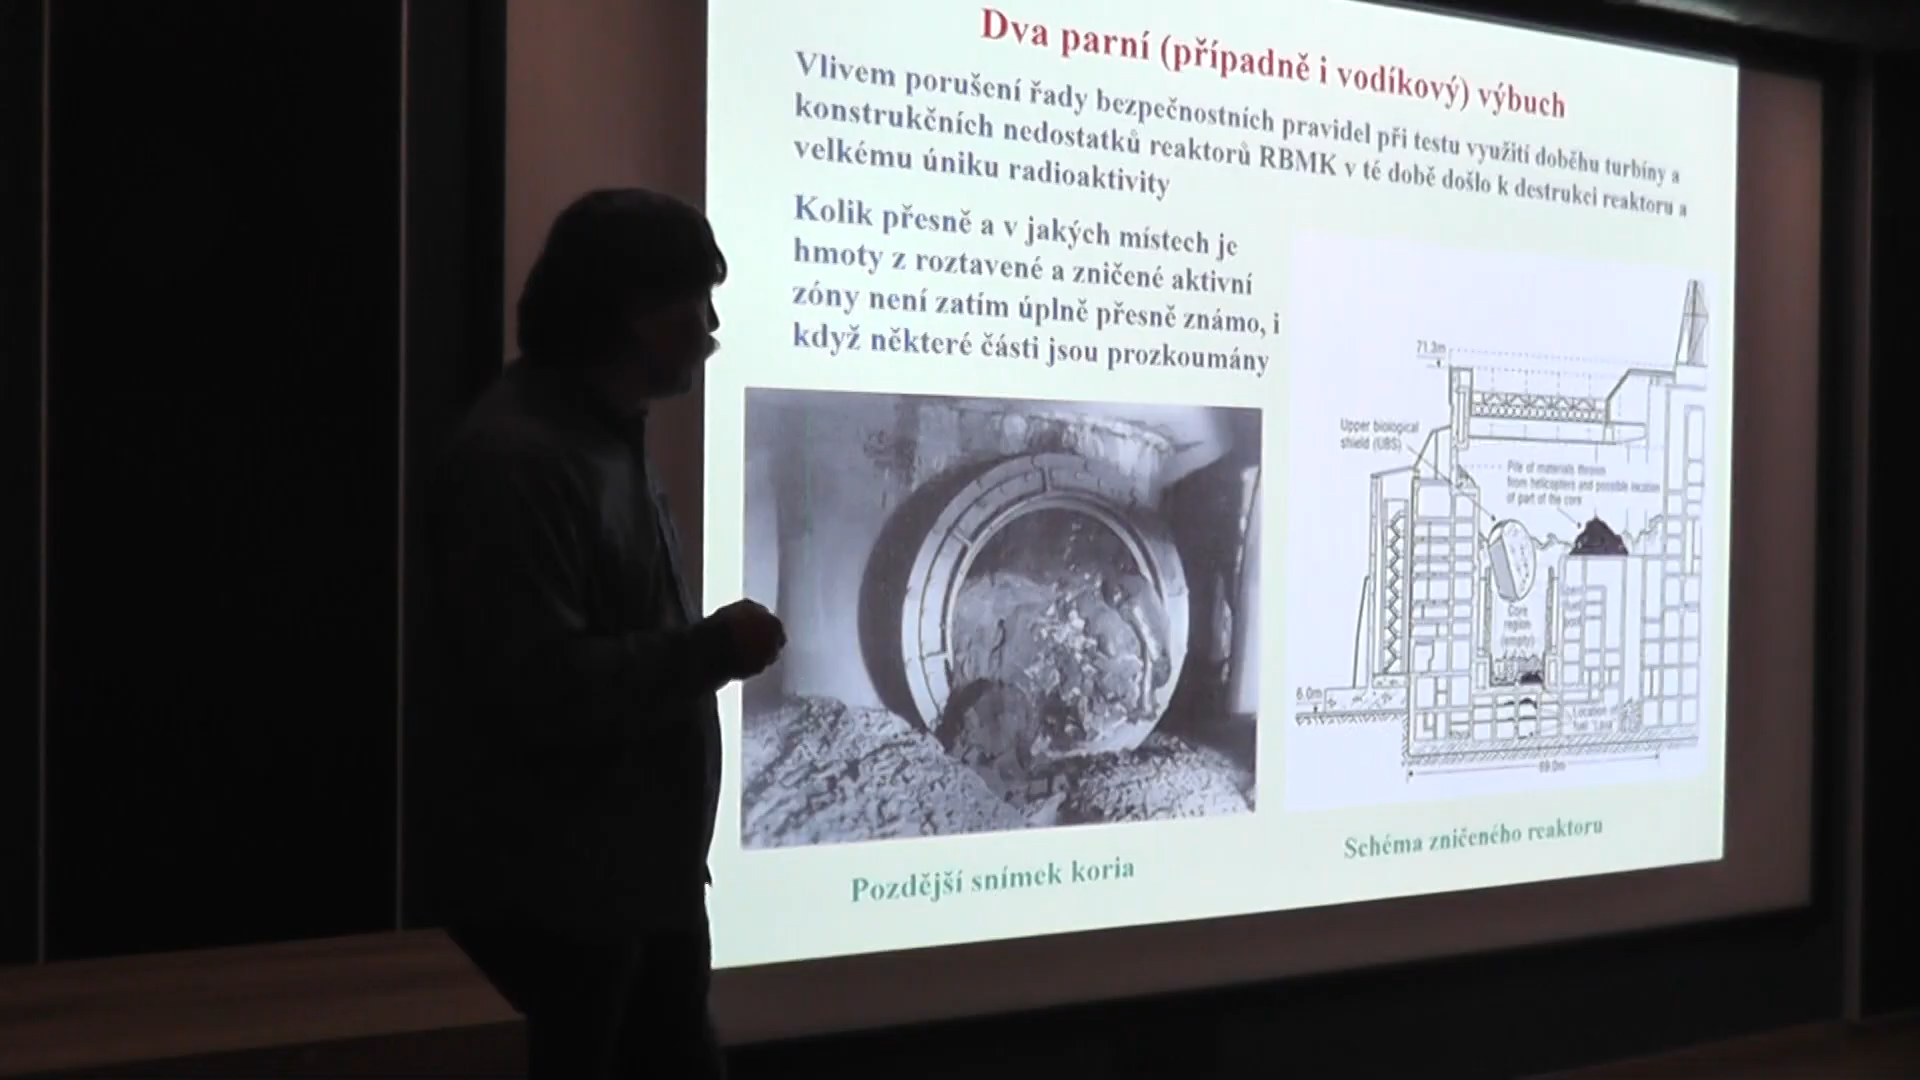 Dva parní (případně i vodíkový) výbuch
Vlivem porušení řady bezpečnostních pravidel při testu využití doběhu turbíny a
konstrukčních nedostatků reaktorů RBMK v té době došlo k destrukci reaktoru a
velkému úniku radioaktivity
Kolik přesně a v jakých místech je
hmoty z roztavené a zničené aktivní
zóny není zatím úplně přesně známo, i
když některé části jsou prozkoumány
71.3m
Upper biological
shield (UBS)
Pile of materials thrown
from helicopters and possible location
of part of the core
Core
region
(empty)
6.0m
Location of
fuel
69.0m
Schéma zničeného reaktoru
Pozdější snímek koria